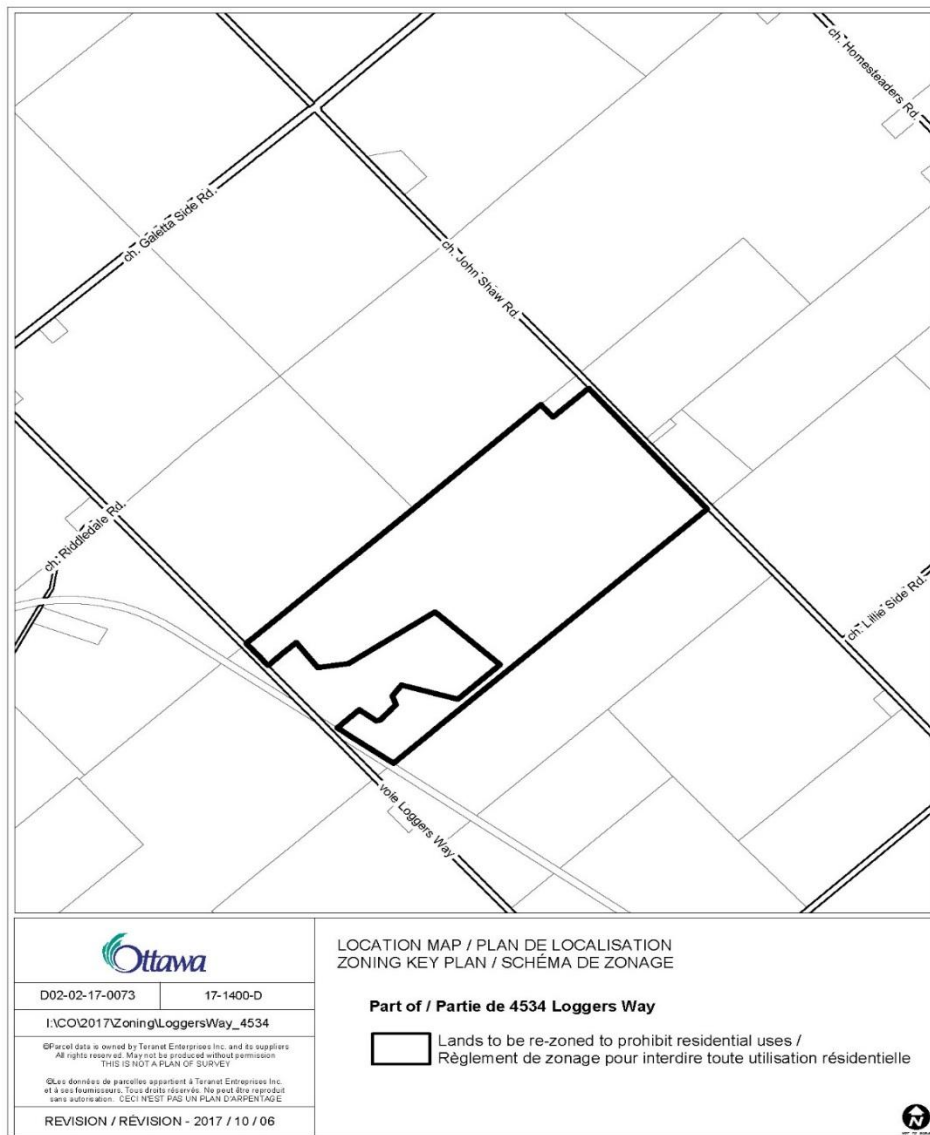 ch. Homesteaders Rd.
ch. Galetta Side Rd.
ch. John Shaw Rd.
ch. Riddledale Rd.
ch. Lillie Side Rd.
voie Loggers Way
Ottawa
D02-02-17-0073
17-1400-D
I:\CO\2017\Zoning\LoggersWay_4534
©Parcel data is owned by Teranet Enterprises Inc. and its suppliers
All rights reserved. May not be produced without permission
THIS IS NOT A PLAN OF SURVEY
©Les données de parcelles appartient à Teranet Entreprises Inc.
et à ses fournisseurs. Tous droits réservés. Ne peut être reproduit
sans autorisation. CECI N'EST PAS UN PLAN D'ARPENTAGE
REVISION / RÉVISION - 2017 / 10 / 06
LOCATION MAP / PLAN DE LOCALISATION
ZONING KEY PLAN / SCHÉMA DE ZONAGE
Part of / Partie de 4534 Loggers Way
Lands to be re-zoned to prohibit residential uses /
Règlement de zonage pour interdire toute utilisation résidentielle
N